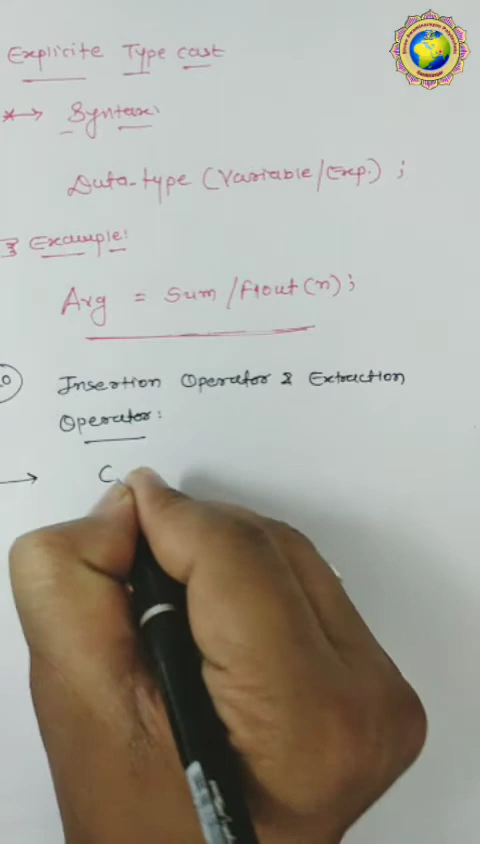 Explicite Type cast
* → Syntax:
Data-type (Variable/Exp.) ;
Example:
Avg = Sum / float (n) ;
Insertion Operator & Extraction
Operator:
→ C